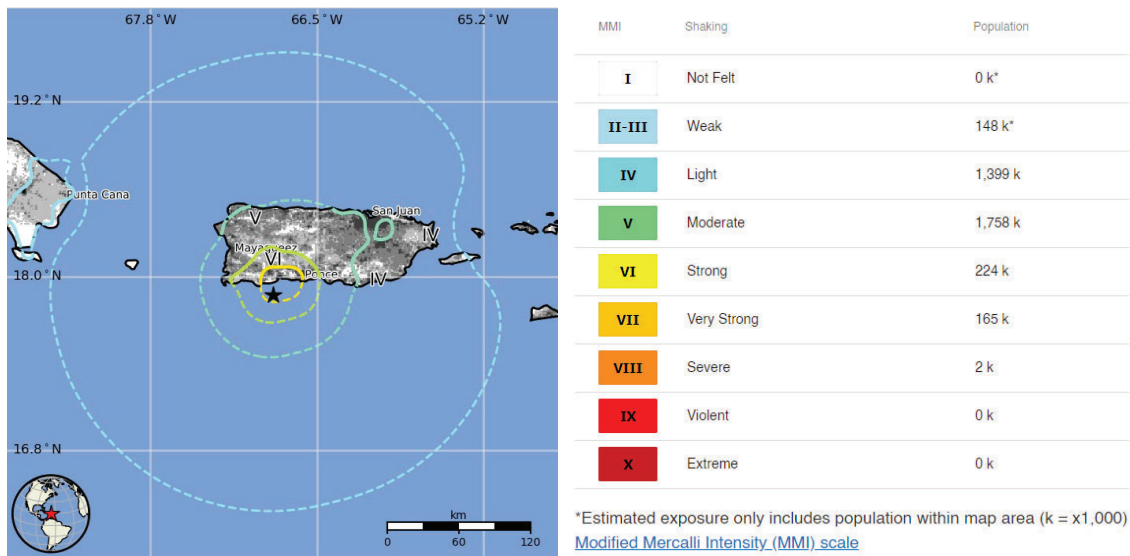 67.8°W 66.5°W 65.2°W
19.2°N
Punta Cana
San Juan
V
IV
Mayagueez
VI
Ponce
18.0°N
IV
16.8°N
km
0 60 120
MMI Shaking Population
I Not Felt 0 k*
II-III Weak 148 k*
IV Light 1,399 k
V Moderate 1,758 k
VI Strong 224 k
VII Very Strong 165 k
VIII Severe 2 k
IX Violent 0 k
X Extreme 0 k
*Estimated exposure only includes population within map area (k = x1,000)
Modified Mercalli Intensity (MMI) scale